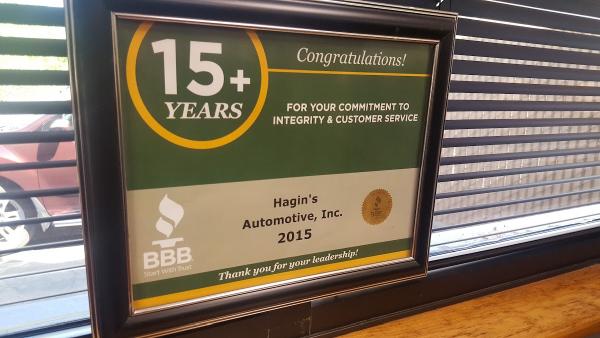 15+
YEARS
Congratulations!
FOR YOUR COMMITMENT TO
INTEGRITY & CUSTOMER SERVICE
Hagin's
Automotive, Inc.
2015
BBB
Start With Trust
Thank you for your leadership!